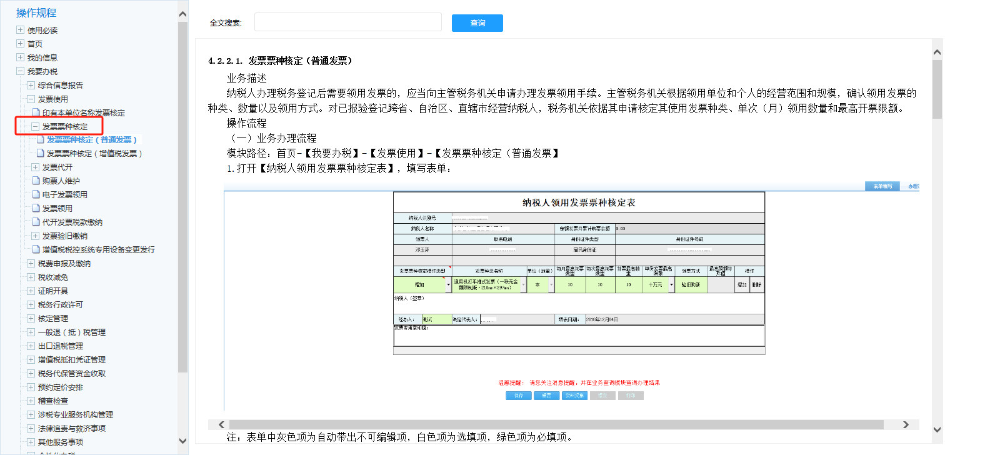 操作规程
使用必读
首页
我的信息
我要办税
综合信息报告
发票使用
印有本单位名称发票核定
发票票种核定
发票票种核定（普通发票）
发票票种核定（增值税发票）
发票代开
购票人维护
电子发票领用
发票领用
代开发票税款缴纳
发票验旧缴销
增值税税控系统专用设备变更发行
税费申报及缴纳
税收减免
证明开具
税务行政许可
核定管理
一般退（抵）税管理
出口退税管理
增值税抵扣凭证管理
税务代保管资金收取
预约定价安排
稽查检查
涉税专业服务机构管理
法律追责与救济事项
其他服务事项
全文搜索:
查询
4.2.2.1. 发票票种核定（普通发票）
业务描述
纳税人办理税务登记后需要领用发票的，应当向主管税务机关申请办理发票领用手续。主管税务机关根据领用单位和个人的经营范围和规模，确认领用发票的
种类、数量以及领用方式。对已报验登记跨省、自治区、直辖市经营纳税人，税务机关依据其申请核定其使用发票种类、单次（月）领用数量和最高开票限额。
操作流程
（一）业务办理流程
模块路径：首页-【我要办税】-【发票使用】-【发票票种核定（普通发票】
1.打开【纳税人领用发票票种核定表】，填写表单：
表单填写
纳税人领用发票票种核定表
纳税人识别号
纳税人名称 定额发票月累计购票金额 0.00
领票人 联系电话 身份证件类型 身份证件号码
邓玉萍 居民身份证
发票票种核定操作类型 发票种类名称 单位（数量） 每月最高领票数量 每次最高领票数量 持票最高数量 单份发票最高限额 领票方式 最高限额特殊值 操作
增加 通用机打平推式发票（一联无金额限制版，210mm×297mm） 本 10 10 10 十万元 验旧购新 增加 删除
纳税人（签章）
经办人： 测试 法定代表人： 填表日期： 2018年12月04日
发票专用章印模：
温馨提醒：请您关注消息提醒，并在业务查询模块查询办理结果
保存 重置 资料采集 提交 打印
注：表单中灰色项为自动带出不可编辑项，白色项为选填项，绿色项为必填项。